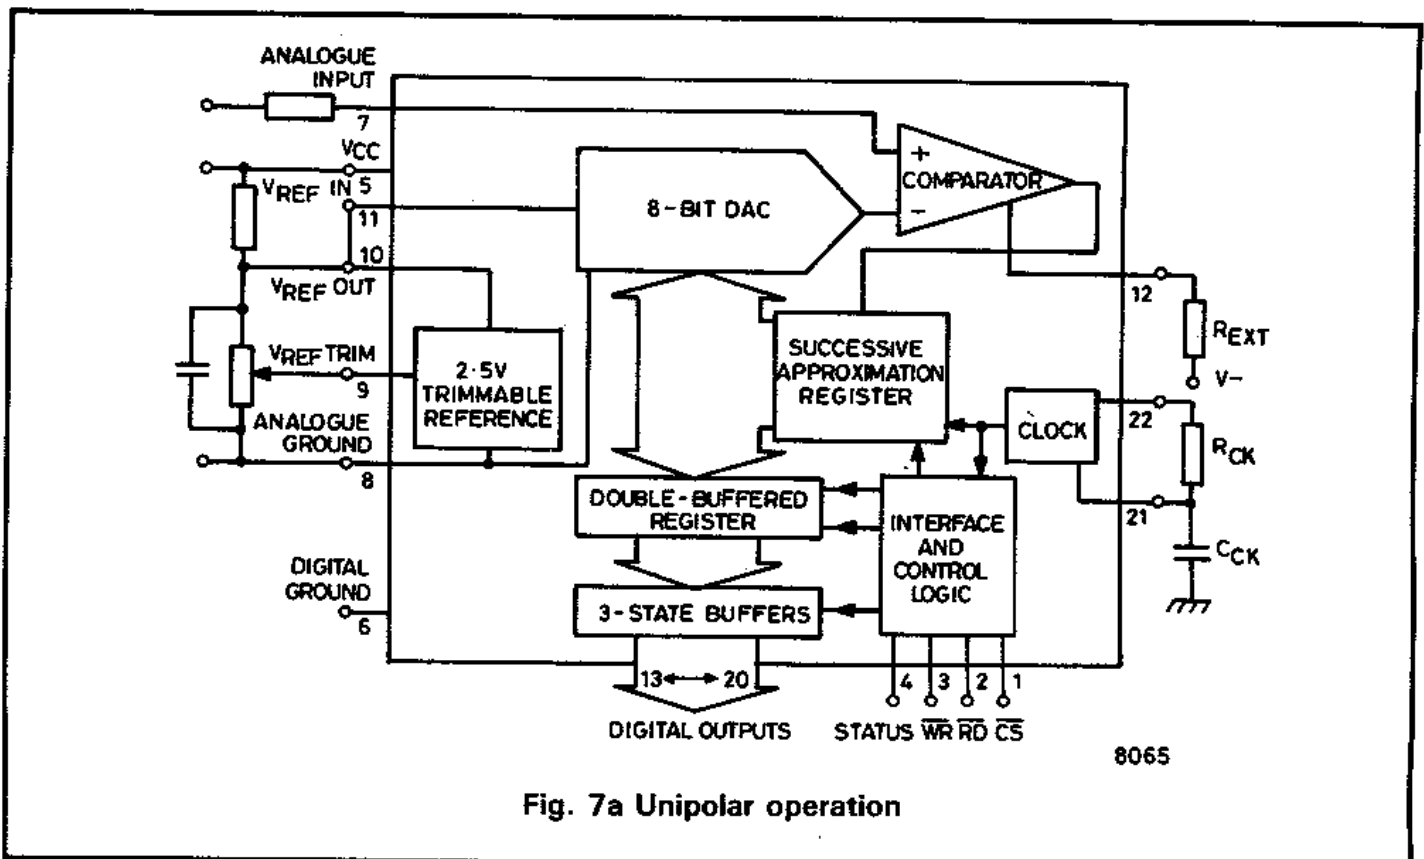 ANALOGUE
INPUT
7
VCC
5
VREF IN
11
10
VREF OUT
VREF TRIM
9
ANALOGUE
GROUND
8
DIGITAL
GROUND
6
8-BIT DAC
+
COMPARATOR
-
12
REXT
V-
2·5V
TRIMMABLE
REFERENCE
SUCCESSIVE
APPROXIMATION
REGISTER
CLOCK
22
RCK
21
CCK
DOUBLE-BUFFERED
REGISTER
INTERFACE
AND
CONTROL
LOGIC
3-STATE BUFFERS
13 20
4 3 2 1
DIGITAL OUTPUTS
STATUS W̅R̅ R̅D̅ C̅S̅
8065
Fig. 7a Unipolar operation